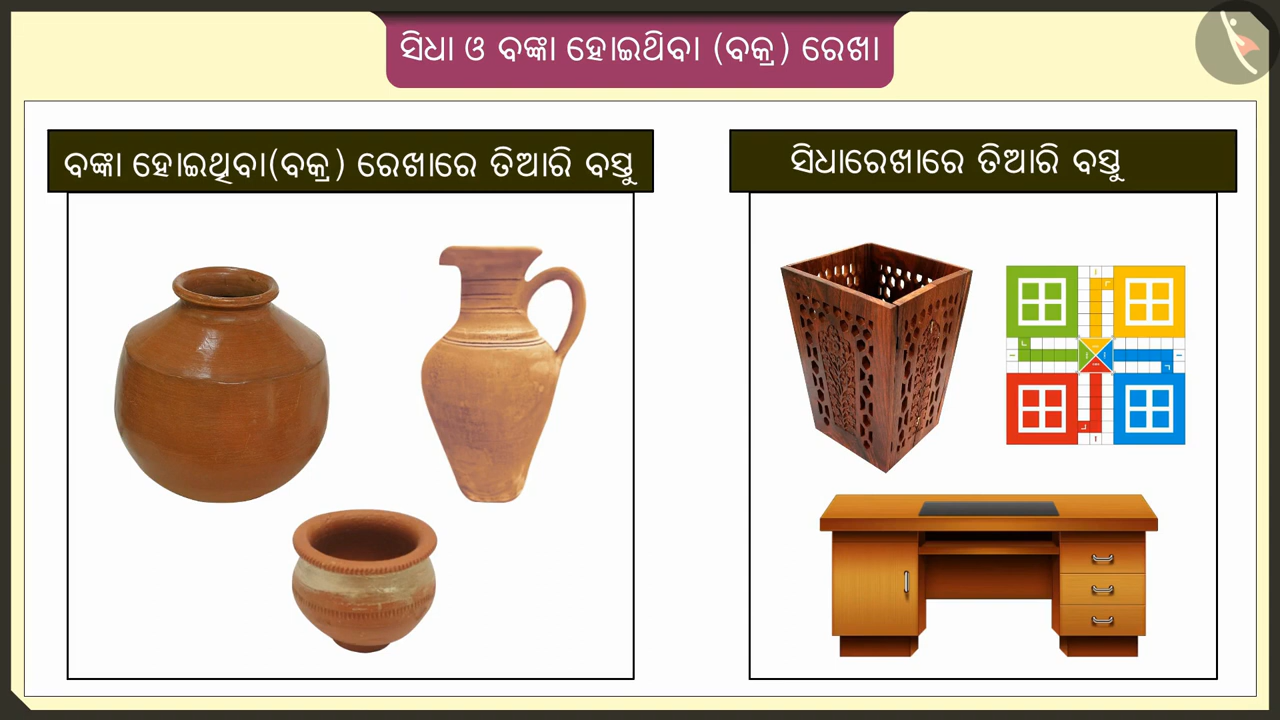 ସିଧା ଓ ବଙ୍କା ହୋଇଥିବା (ବକ୍ର) ରେଖା
ବଙ୍କା ହୋଇଥିବା(ବକ୍ର) ରେଖାରେ ତିଆରି ବସ୍ତୁ
ସିଧାରେଖାରେ ତିଆରି ବସ୍ତୁ